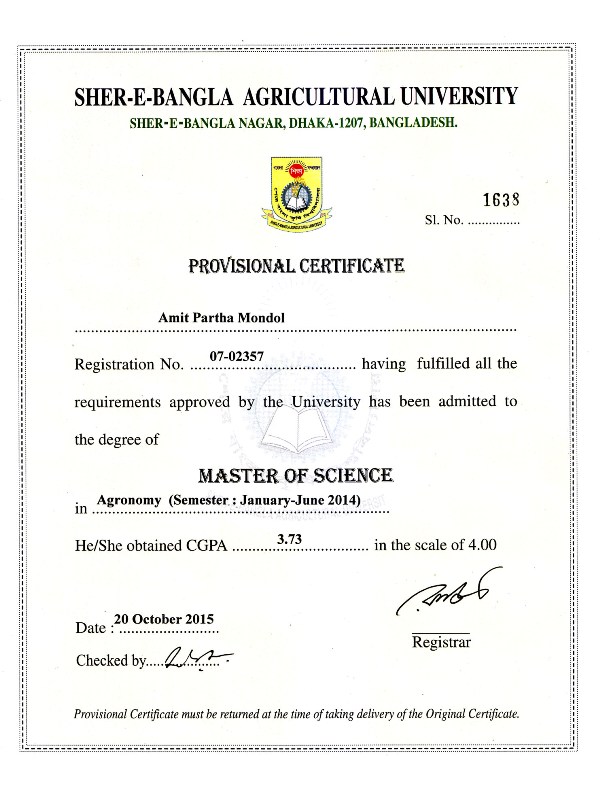 SHER-E-BANGLA AGRICULTURAL UNIVERSITY
SHER-E-BANGLA NAGAR, DHAKA-1207, BANGLADESH.
1638
Sl. No. ...............
PROVISIONAL CERTIFICATE
Amit Partha Mondol
Registration No. 07-02357 having fulfilled all the
requirements approved by the University has been admitted to
the degree of
MASTER OF SCIENCE
in Agronomy (Semester : January-June 2014)
He/She obtained CGPA 3.73 in the scale of 4.00
Date : 20 October 2015
Registrar
Checked by
Provisional Certificate must be returned at the time of taking delivery of the Original Certificate.